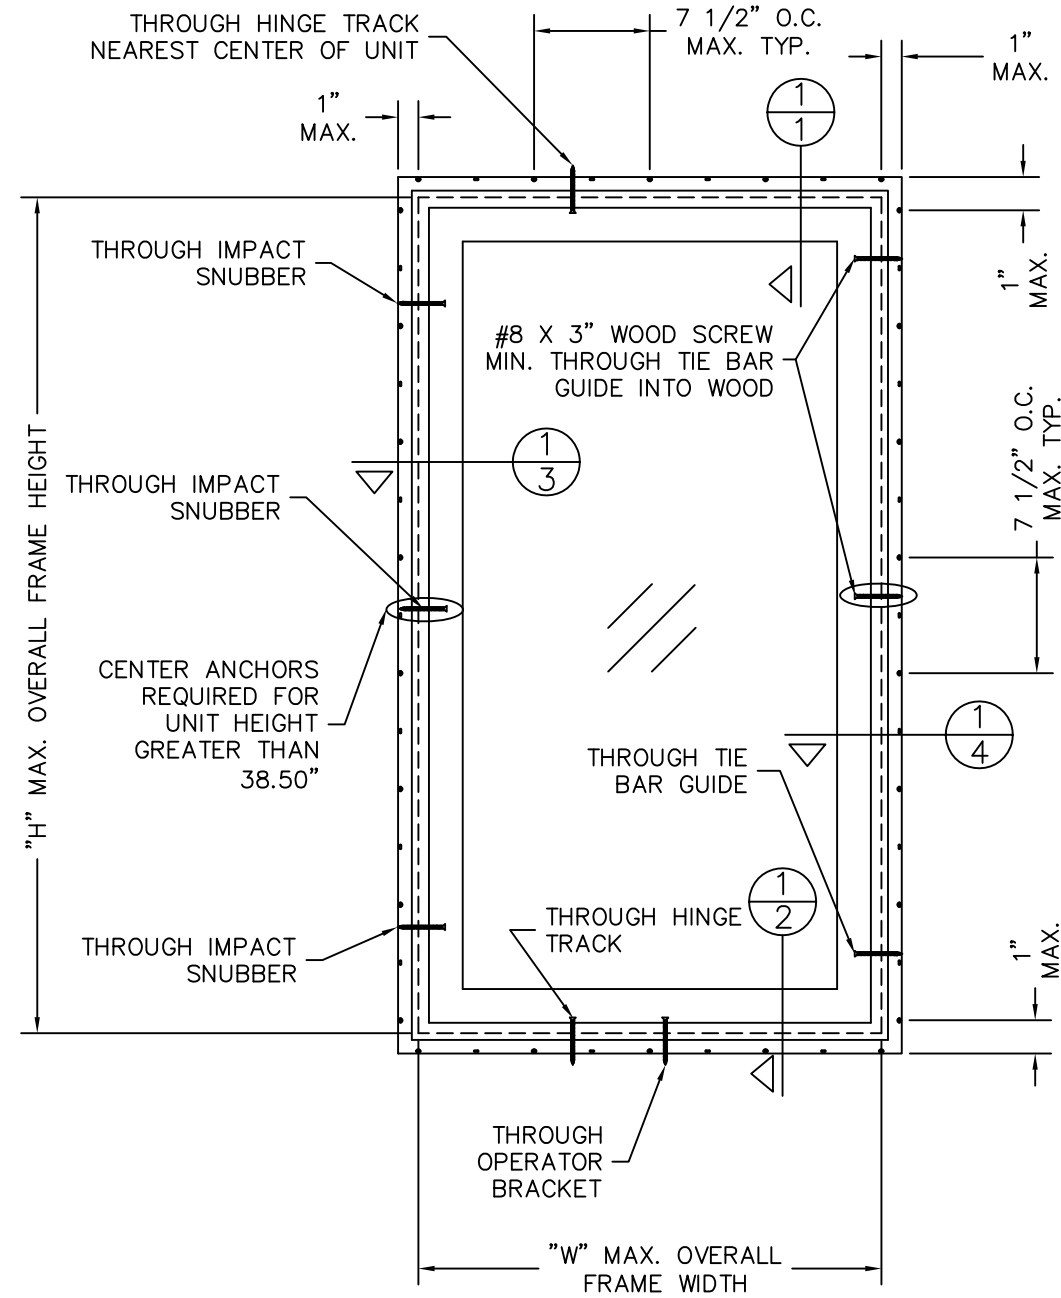 THROUGH HINGE TRACK
NEAREST CENTER OF UNIT
7 1/2" O.C.
MAX. TYP.
1"
MAX.
1"
MAX.
1
1
THROUGH IMPACT
SNUBBER
1"
MAX.
#8 X 3" WOOD SCREW
MIN. THROUGH TIE BAR
GUIDE INTO WOOD
7 1/2" O.C.
MAX. TYP.
1
3
"H" MAX. OVERALL FRAME HEIGHT
THROUGH IMPACT
SNUBBER
CENTER ANCHORS
REQUIRED FOR
UNIT HEIGHT
GREATER THAN
38.50"
1
4
THROUGH TIE
BAR GUIDE
1
2
THROUGH HINGE
TRACK
THROUGH IMPACT
SNUBBER
1"
MAX.
THROUGH
OPERATOR
BRACKET
"W" MAX. OVERALL
FRAME WIDTH